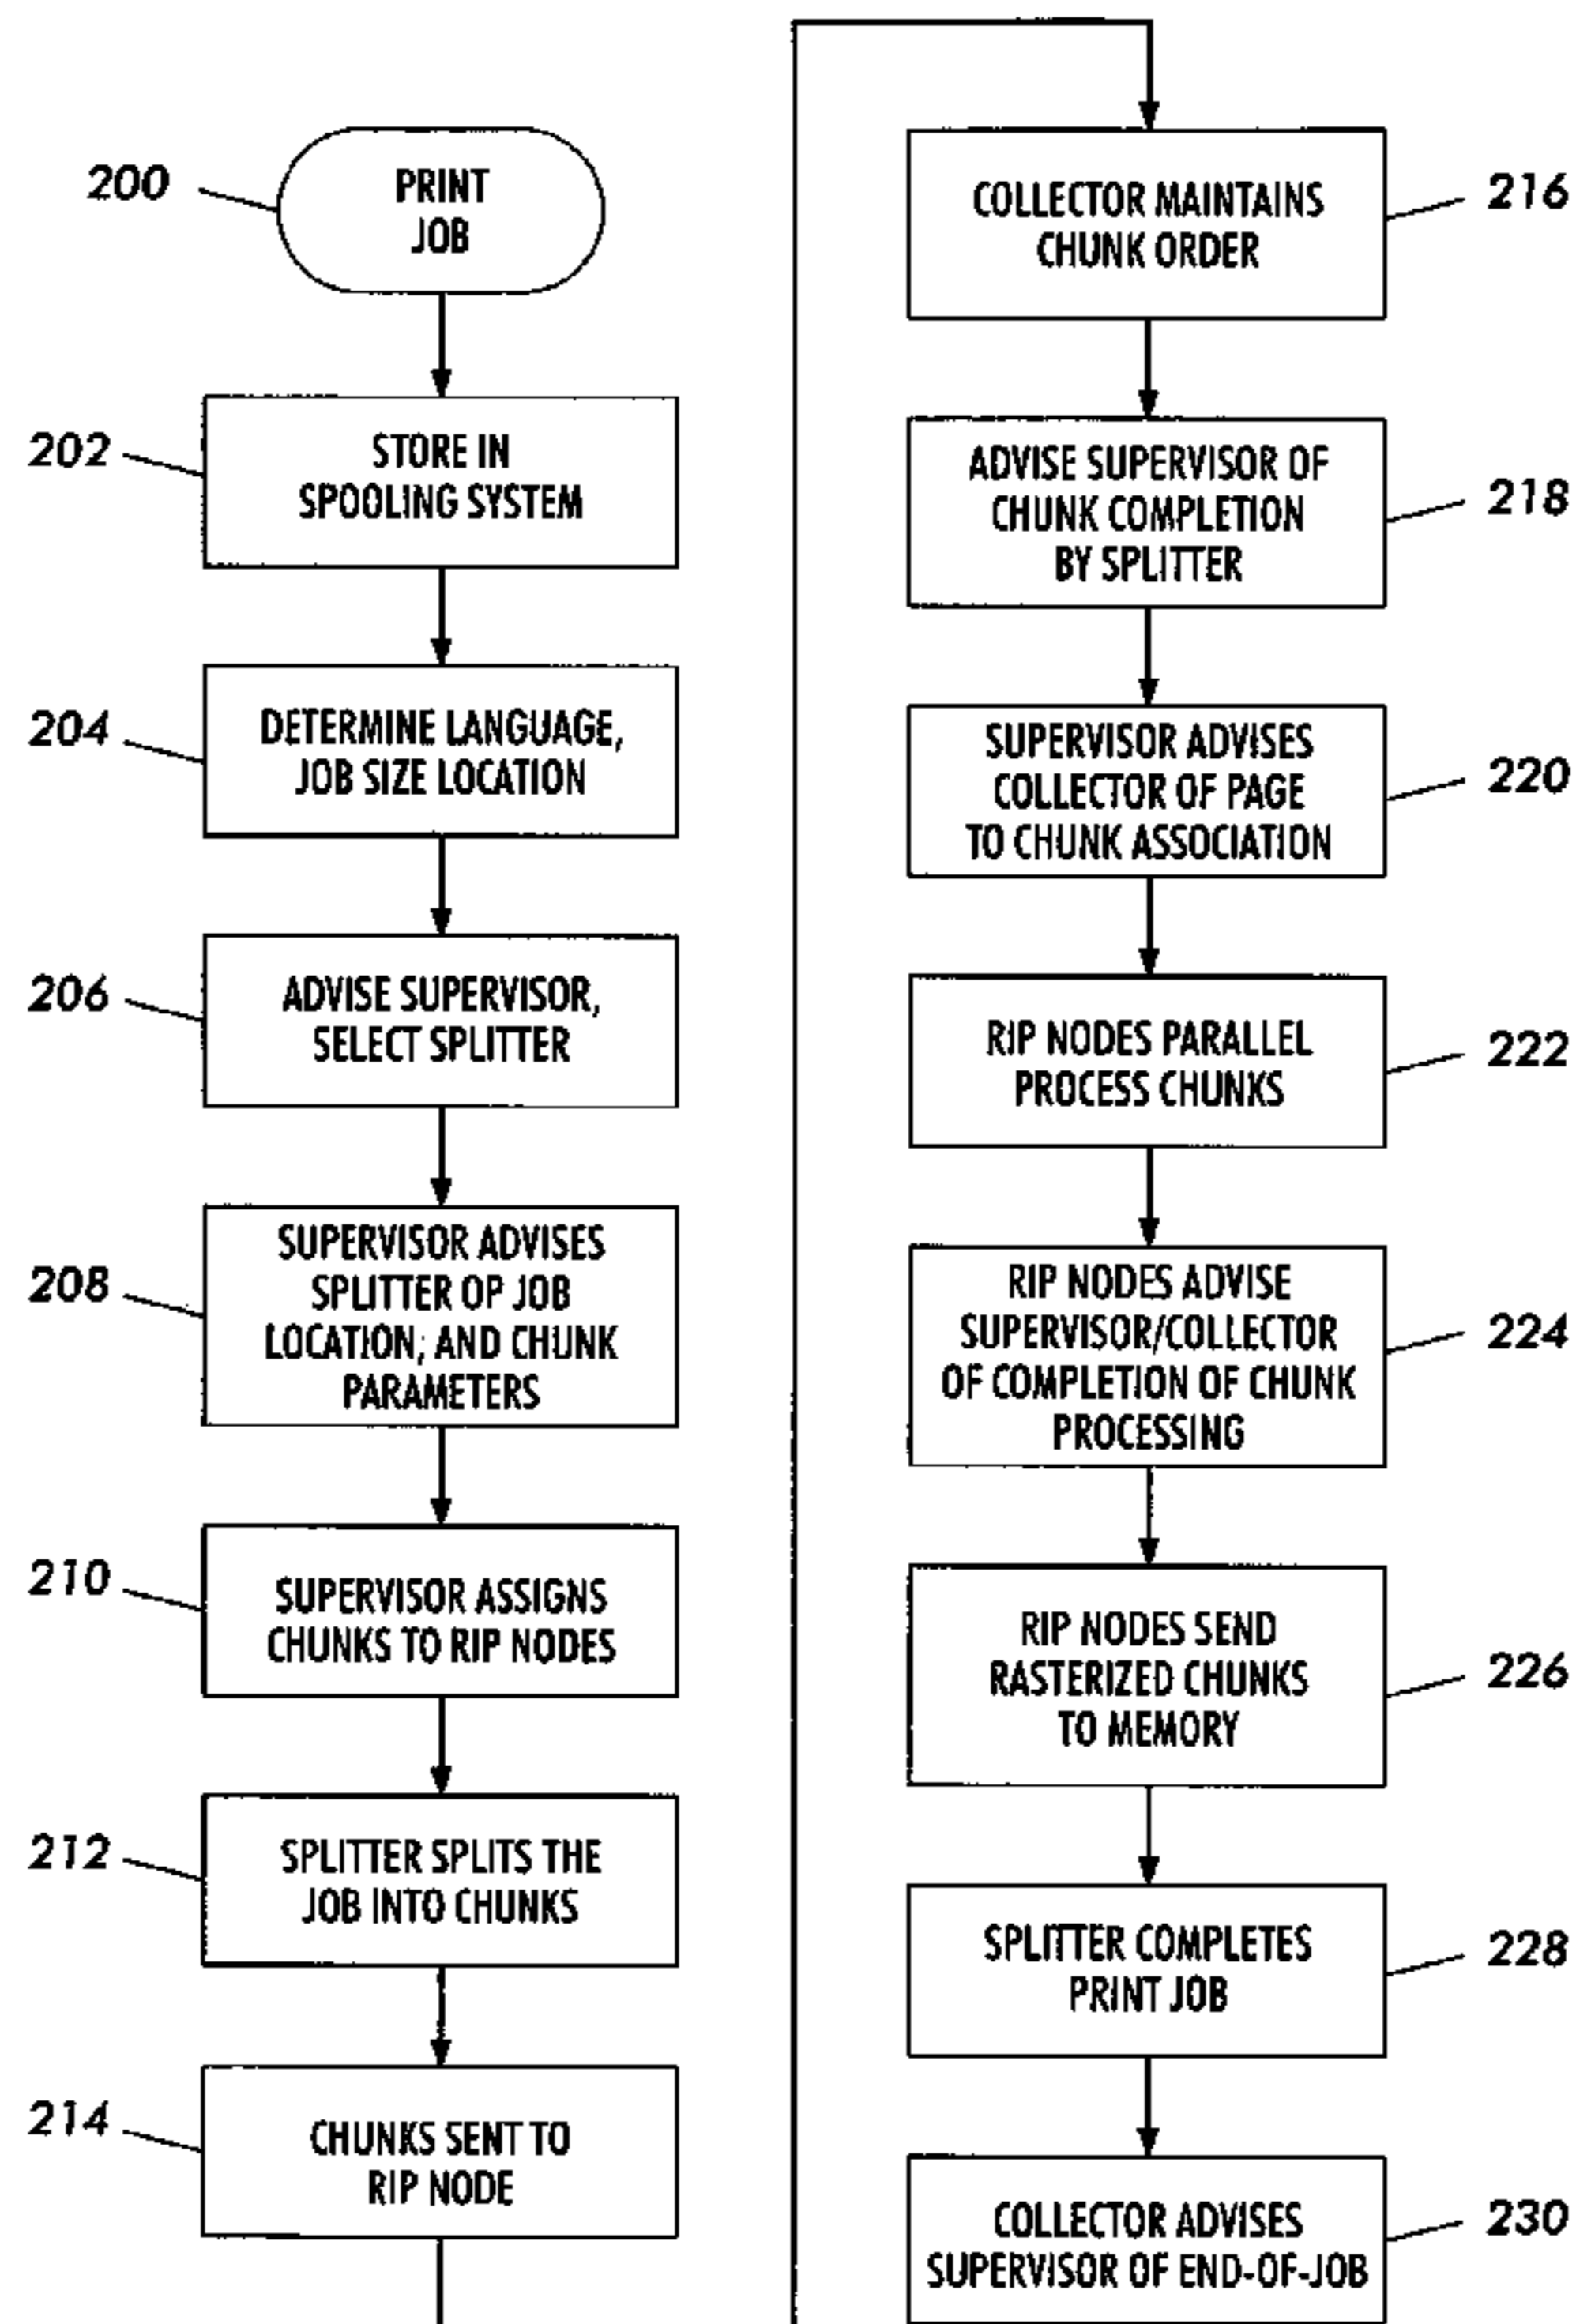 200
PRINT
JOB
202
STORE IN
SPOOLING SYSTEM
204
DETERMINE LANGUAGE,
JOB SIZE LOCATION
206
ADVISE SUPERVISOR,
SELECT SPLITTER
208
SUPERVISOR ADVISES
SPLITTER OP JOB
LOCATION; AND CHUNK
PARAMETERS
210
SUPERVISOR ASSIGNS
CHUNKS TO RIP NODES
212
SPLITTER SPLITS THE
JOB INTO CHUNKS
214
CHUNKS SENT TO
RIP NODE
COLLECTOR MAINTAINS
CHUNK ORDER
216
ADVISE SUPERVISOR OF
CHUNK COMPLETION
BY SPLITTER
218
SUPERVISOR ADVISES
COLLECTOR OF PAGE
TO CHUNK ASSOCIATION
220
RIP NODES PARALLEL
PROCESS CHUNKS
222
RIP NODES ADVISE
SUPERVISOR/COLLECTOR
OF COMPLETION OF CHUNK
PROCESSING
224
RIP NODES SEND
RASTERIZED CHUNKS
TO MEMORY
226
SPLITTER COMPLETES
PRINT JOB
228
COLLECTOR ADVISES
SUPERVISOR OF END-OF-JOB
230